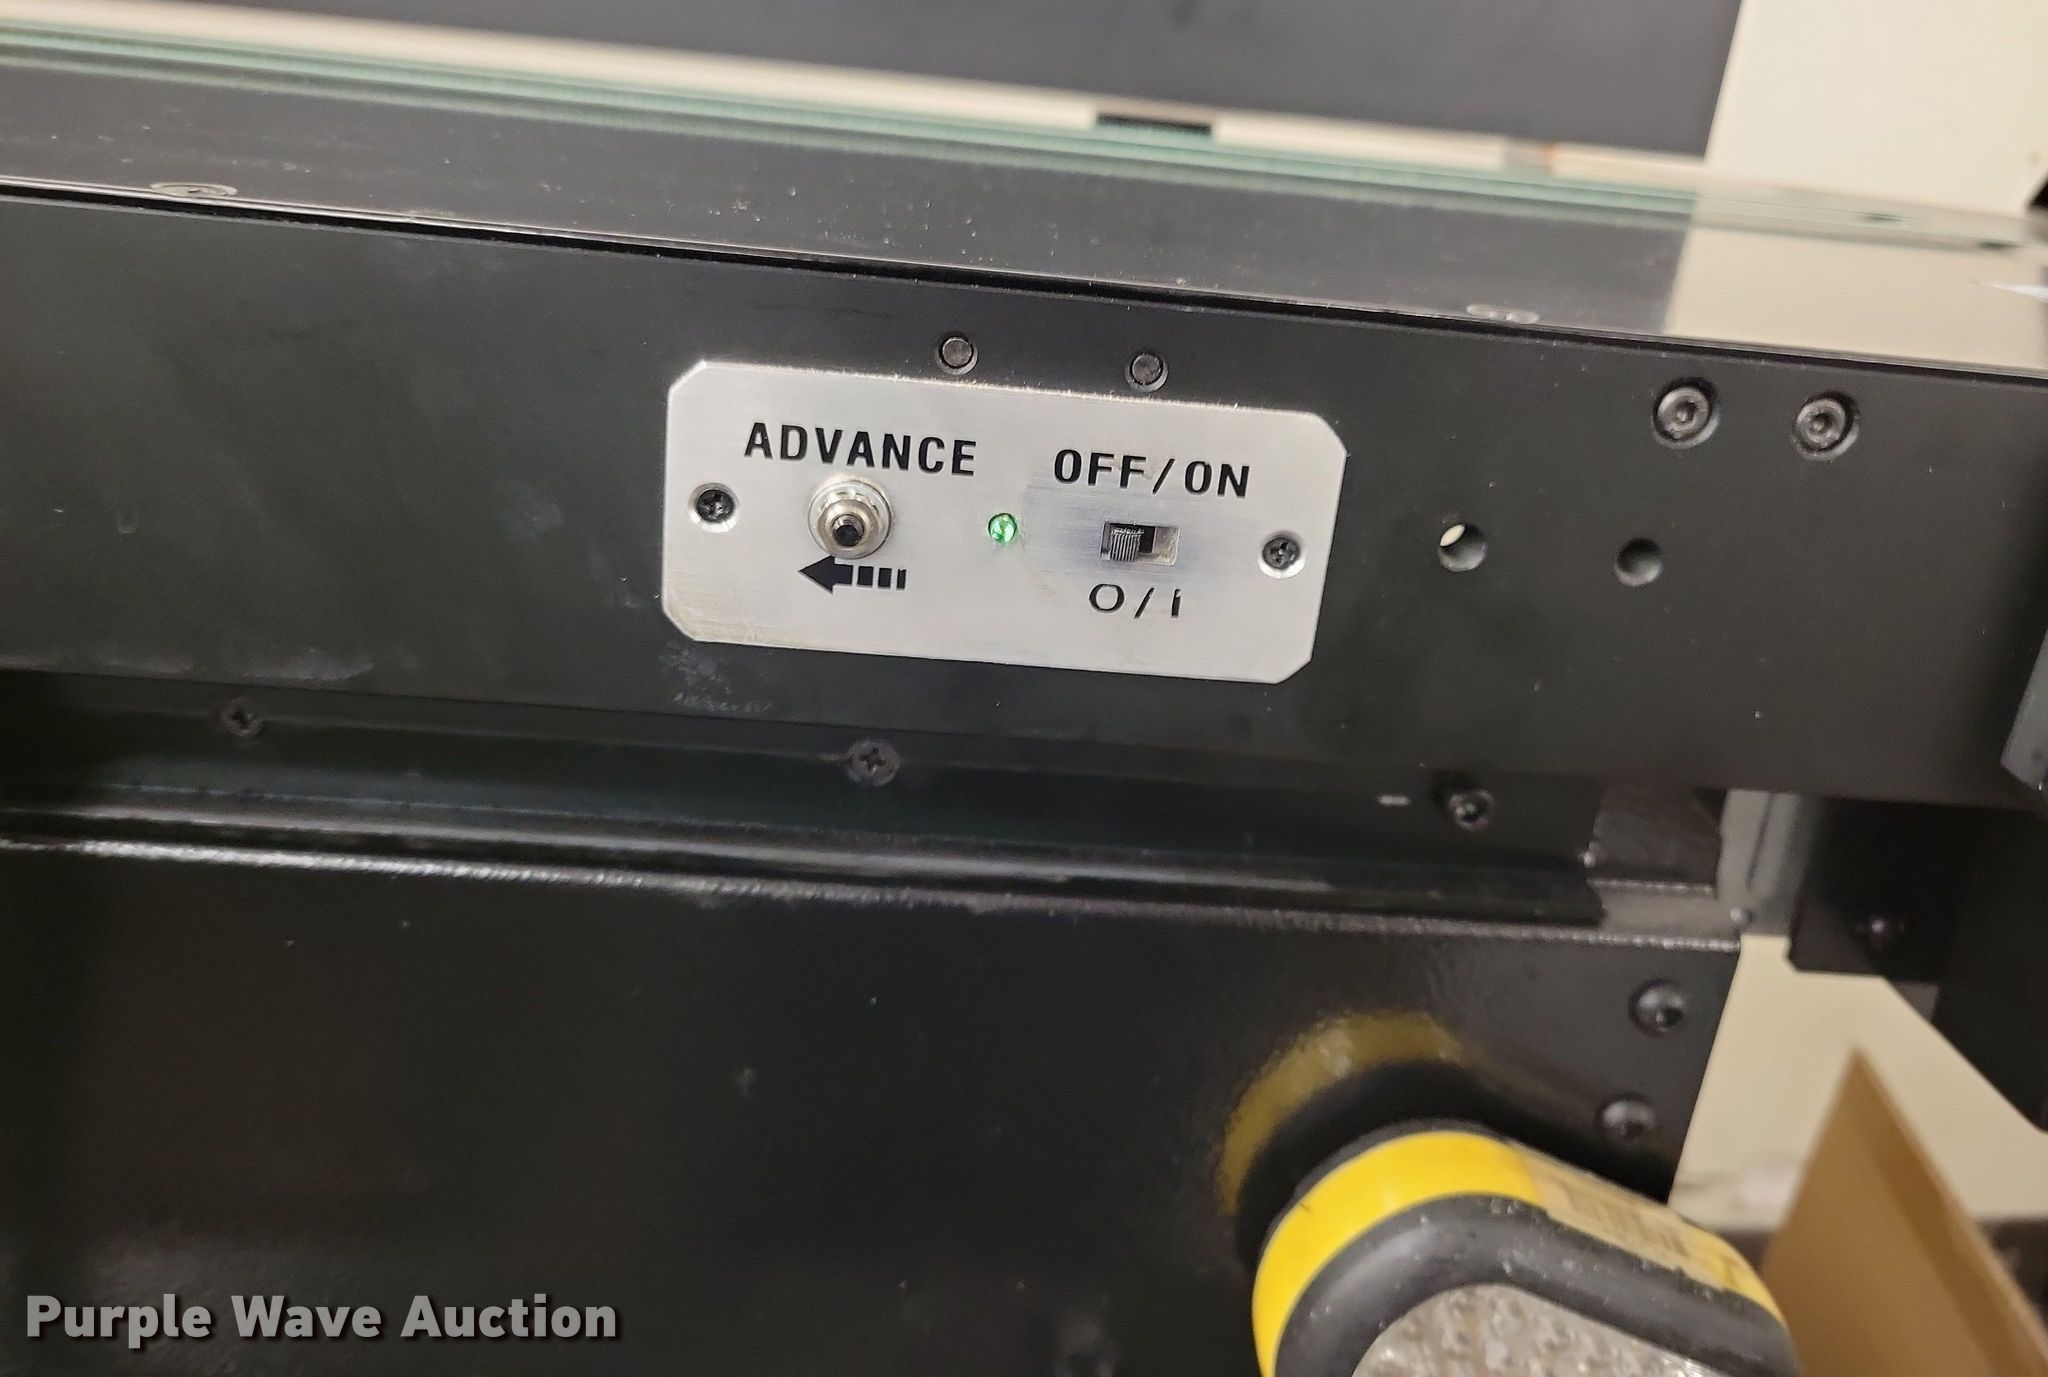 ADVANCE
OFF/ON
O/I
Purple Wave Auction